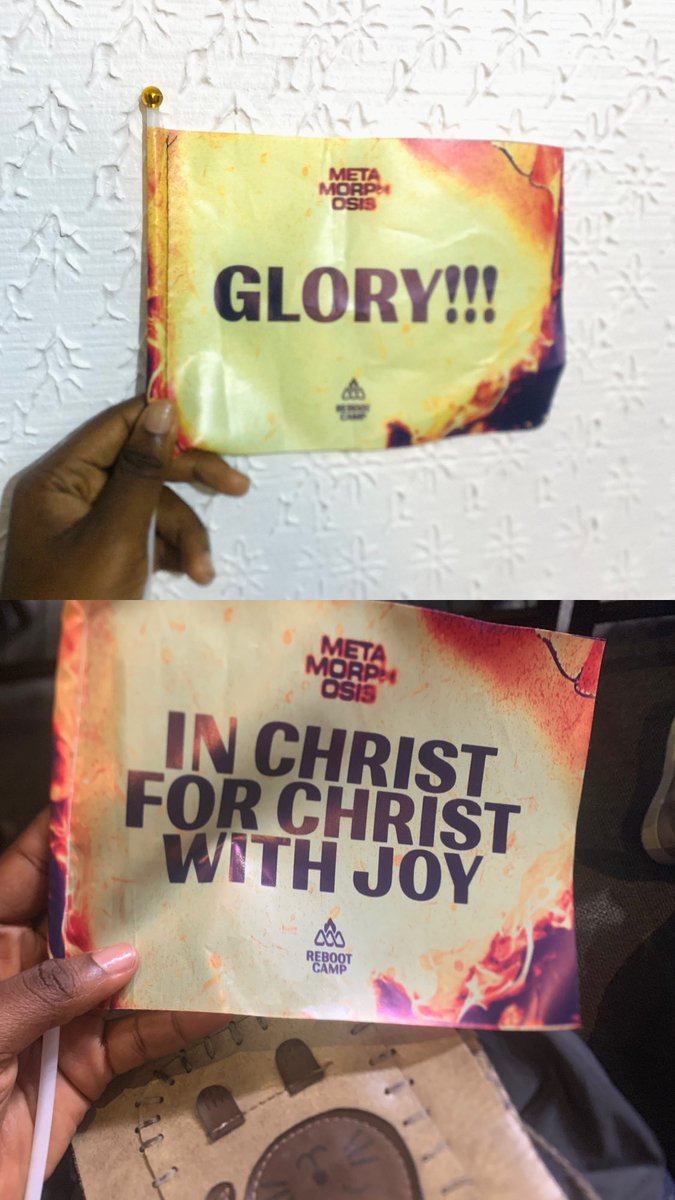 META
MORPH
OSIS
GLORY!!!
REBOOT
CAMP
META
MORPH
OSIS
IN CHRIST
FOR CHRIST
WITH JOY
REBOOT
CAMP